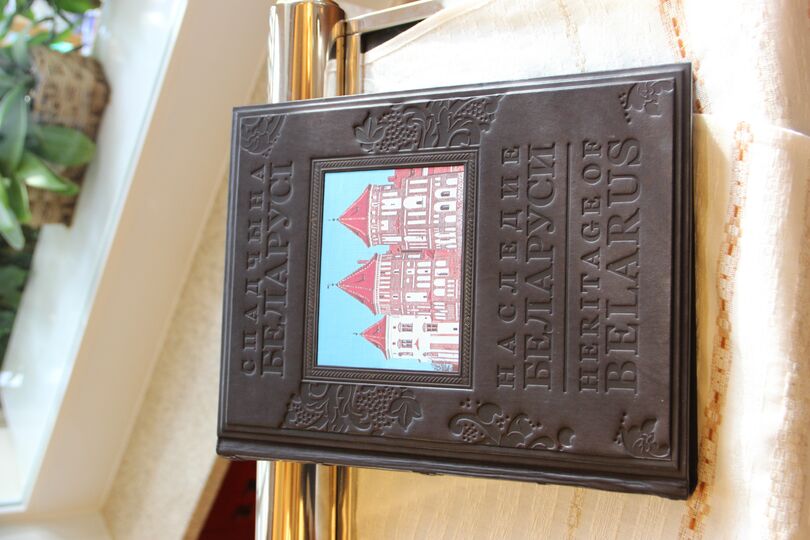 СПАДЧЫНА
БЕЛАРУСІ
НАСЛЕДИЕ
БЕЛАРУСИ
HERITAGE OF
BELARUS